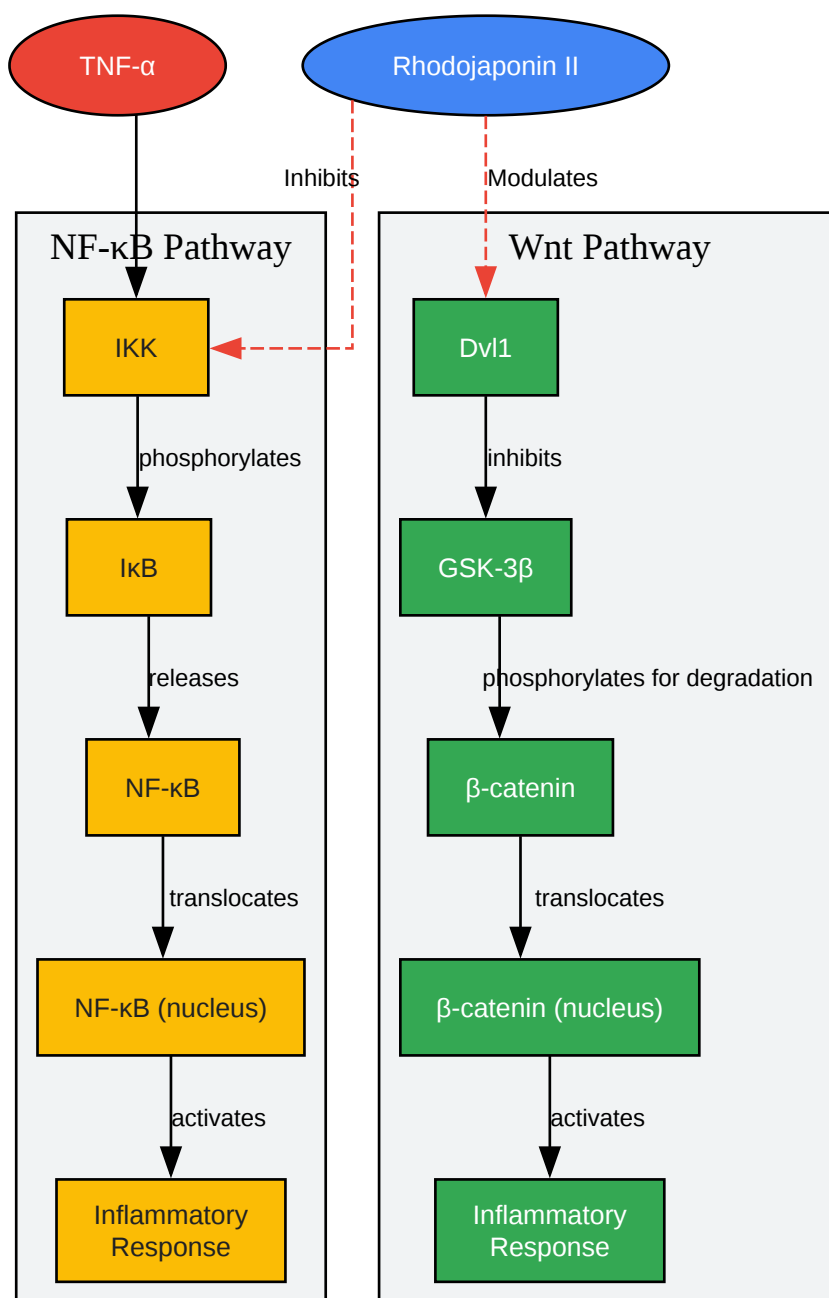 TNF-α
Rhodojaponin II
Inhibits
Modulates
NF-κB Pathway
Wnt Pathway
IKK
Dvl1
phosphorylates
inhibits
IκB
GSK-3β
releases
phosphorylates for degradation
NF-κB
β-catenin
translocates
translocates
NF-κB (nucleus)
β-catenin (nucleus)
activates
activates
Inflammatory
Response
Inflammatory
Response